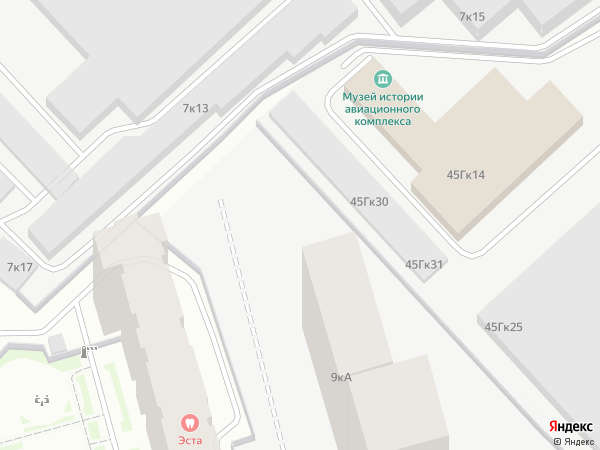 7к15
Музей истории
авиационного
комплекса
7к13
45Гк14
45Гк30
7к17
45Гк31
45Гк25
9кА
Эста
Яндекс
© Яндекс